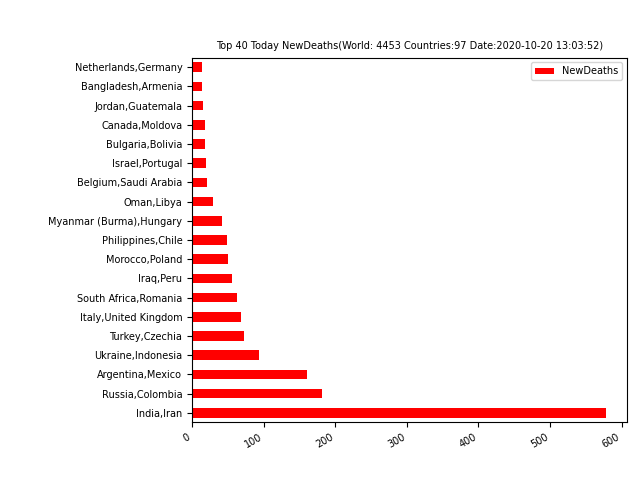 Top 40 Today NewDeaths(World: 4453 Countries:97 Date:2020-10-20 13:03:52)
NewDeaths
Netherlands,Germany
Bangladesh,Armenia
Jordan,Guatemala
Canada,Moldova
Bulgaria,Bolivia
Israel,Portugal
Belgium,Saudi Arabia
Oman,Libya
Myanmar (Burma),Hungary
Philippines,Chile
Morocco,Poland
Iraq,Peru
South Africa,Romania
Italy,United Kingdom
Turkey,Czechia
Ukraine,Indonesia
Argentina,Mexico
Russia,Colombia
India,Iran
0 100 200 300 400 500 600